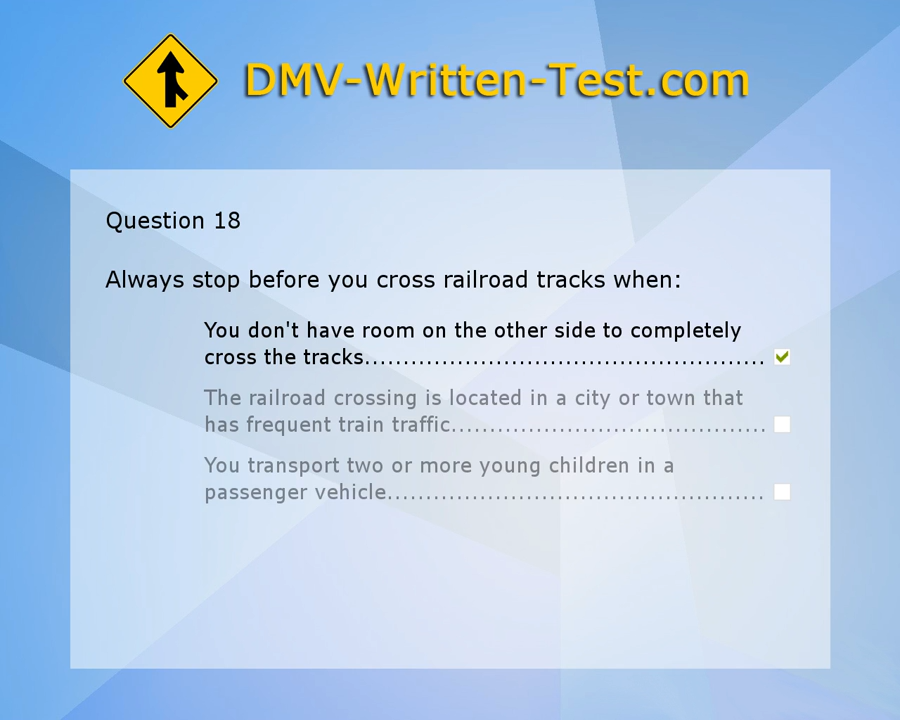 DMV-Written-Test.com
Question 18
Always stop before you cross railroad tracks when:
You don't have room on the other side to completely
cross the tracks....................................................
The railroad crossing is located in a city or town that
has frequent train traffic.........................................
You transport two or more young children in a
passenger vehicle.................................................